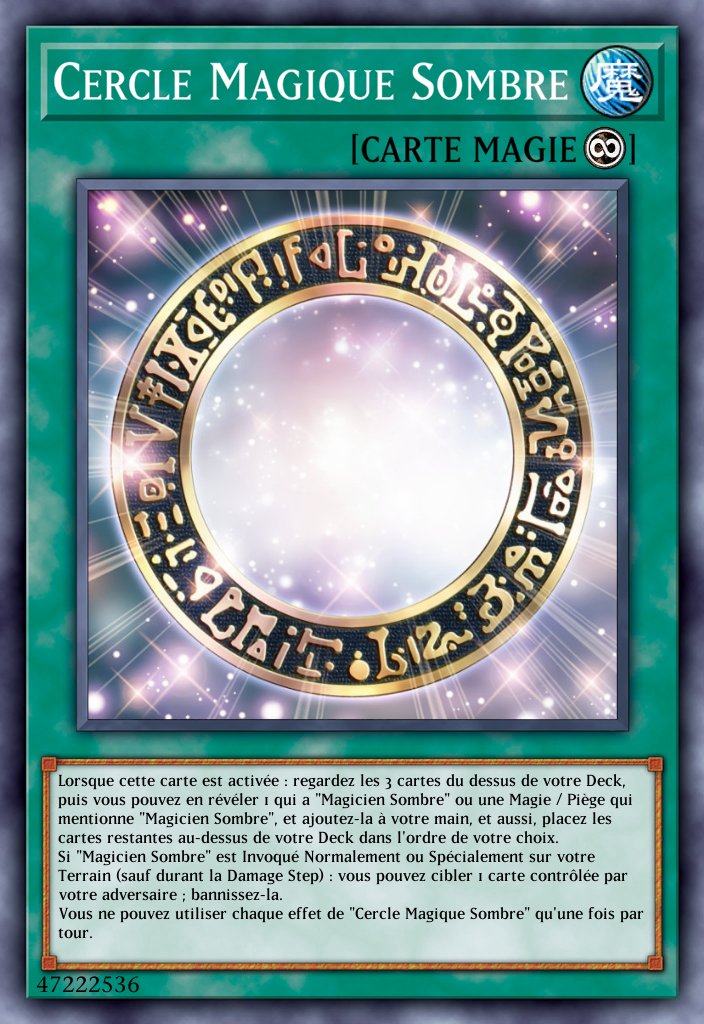 CERCLE MAGIQUE SOMBRE 魔
[CARTE MAGIE ∞]
Lorsque cette carte est activée : regardez les 3 cartes du dessus de votre Deck,
puis vous pouvez en révéler 1 qui a "Magicien Sombre" ou une Magie / Piège qui
mentionne "Magicien Sombre", et ajoutez-la à votre main, et aussi, placez les
cartes restantes au-dessus de votre Deck dans l'ordre de votre choix.
Si "Magicien Sombre" est Invoqué Normalement ou Spécialement sur votre
Terrain (sauf durant la Damage Step) : vous pouvez cibler 1 carte contrôlée par
votre adversaire ; bannissez-la.
Vous ne pouvez utiliser chaque effet de "Cercle Magique Sombre" qu'une fois par
tour.
47222536